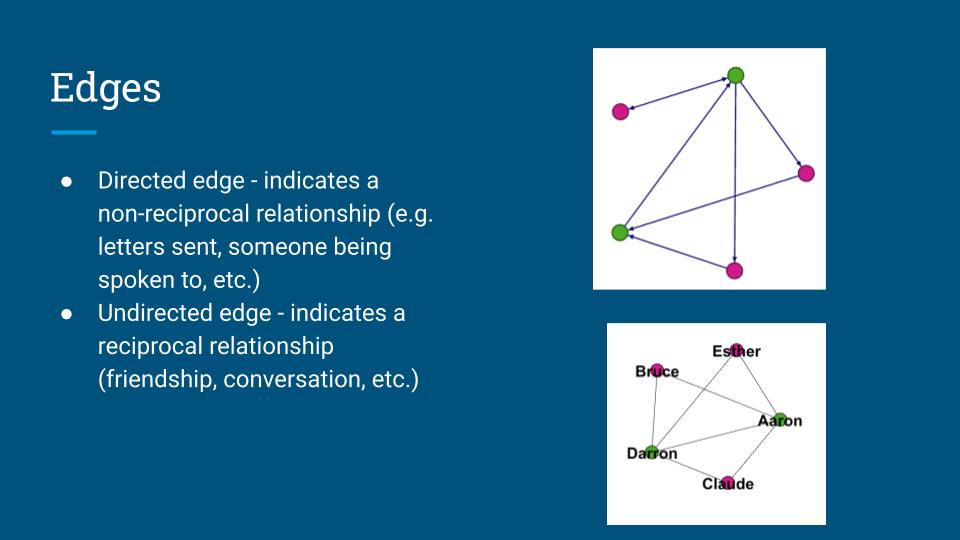 Edges
● Directed edge - indicates a
non-reciprocal relationship (e.g.
letters sent, someone being
spoken to, etc.)
● Undirected edge - indicates a
reciprocal relationship
(friendship, conversation, etc.)
Esther
Bruce
Aaron
Darron
Claude